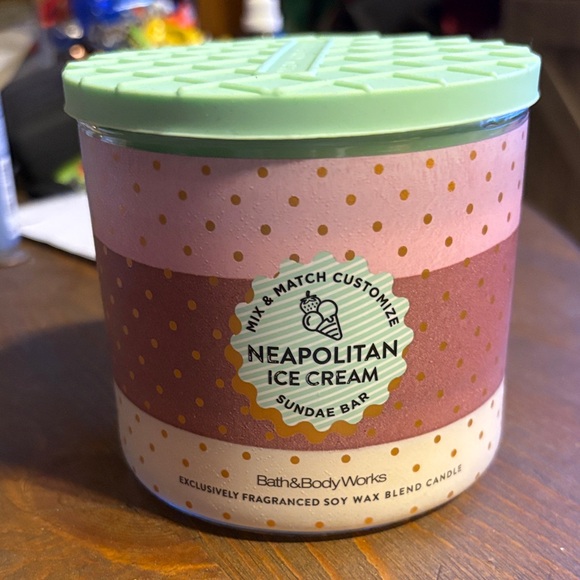 MIX & MATCH CUSTOMIZE
NEAPOLITAN
ICE CREAM
SUNDAE BAR
Bath&BodyWorks
EXCLUSIVELY FRAGRANCED SOY WAX BLEND CANDLE